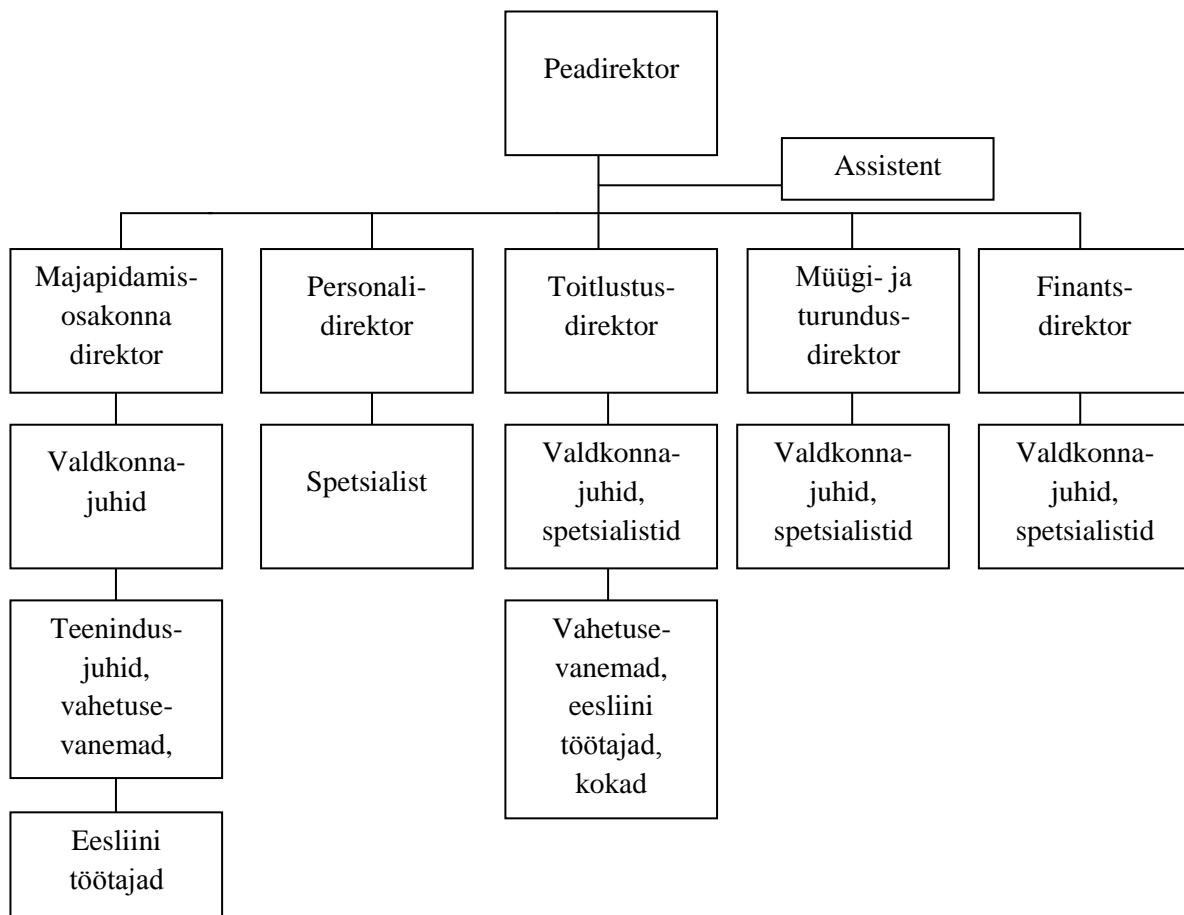 Peadirektor
Assistent
Majapidamis-
osakonna
direktor
Personali-
direktor
Toitlustus-
direktor
Müügi- ja
turundus-
direktor
Finants-
direktor
Valdkonna-
juhid
Spetsialist
Valdkonna-
juhid,
spetsialistid
Valdkonna-
juhid,
spetsialistid
Valdkonna-
juhid,
spetsialistid
Teenindus-
juhid,
vahetuse-
vanemad,
Vahetuse-
vanemad,
eesliini
töötajad,
kokad
Eesliini
töötajad